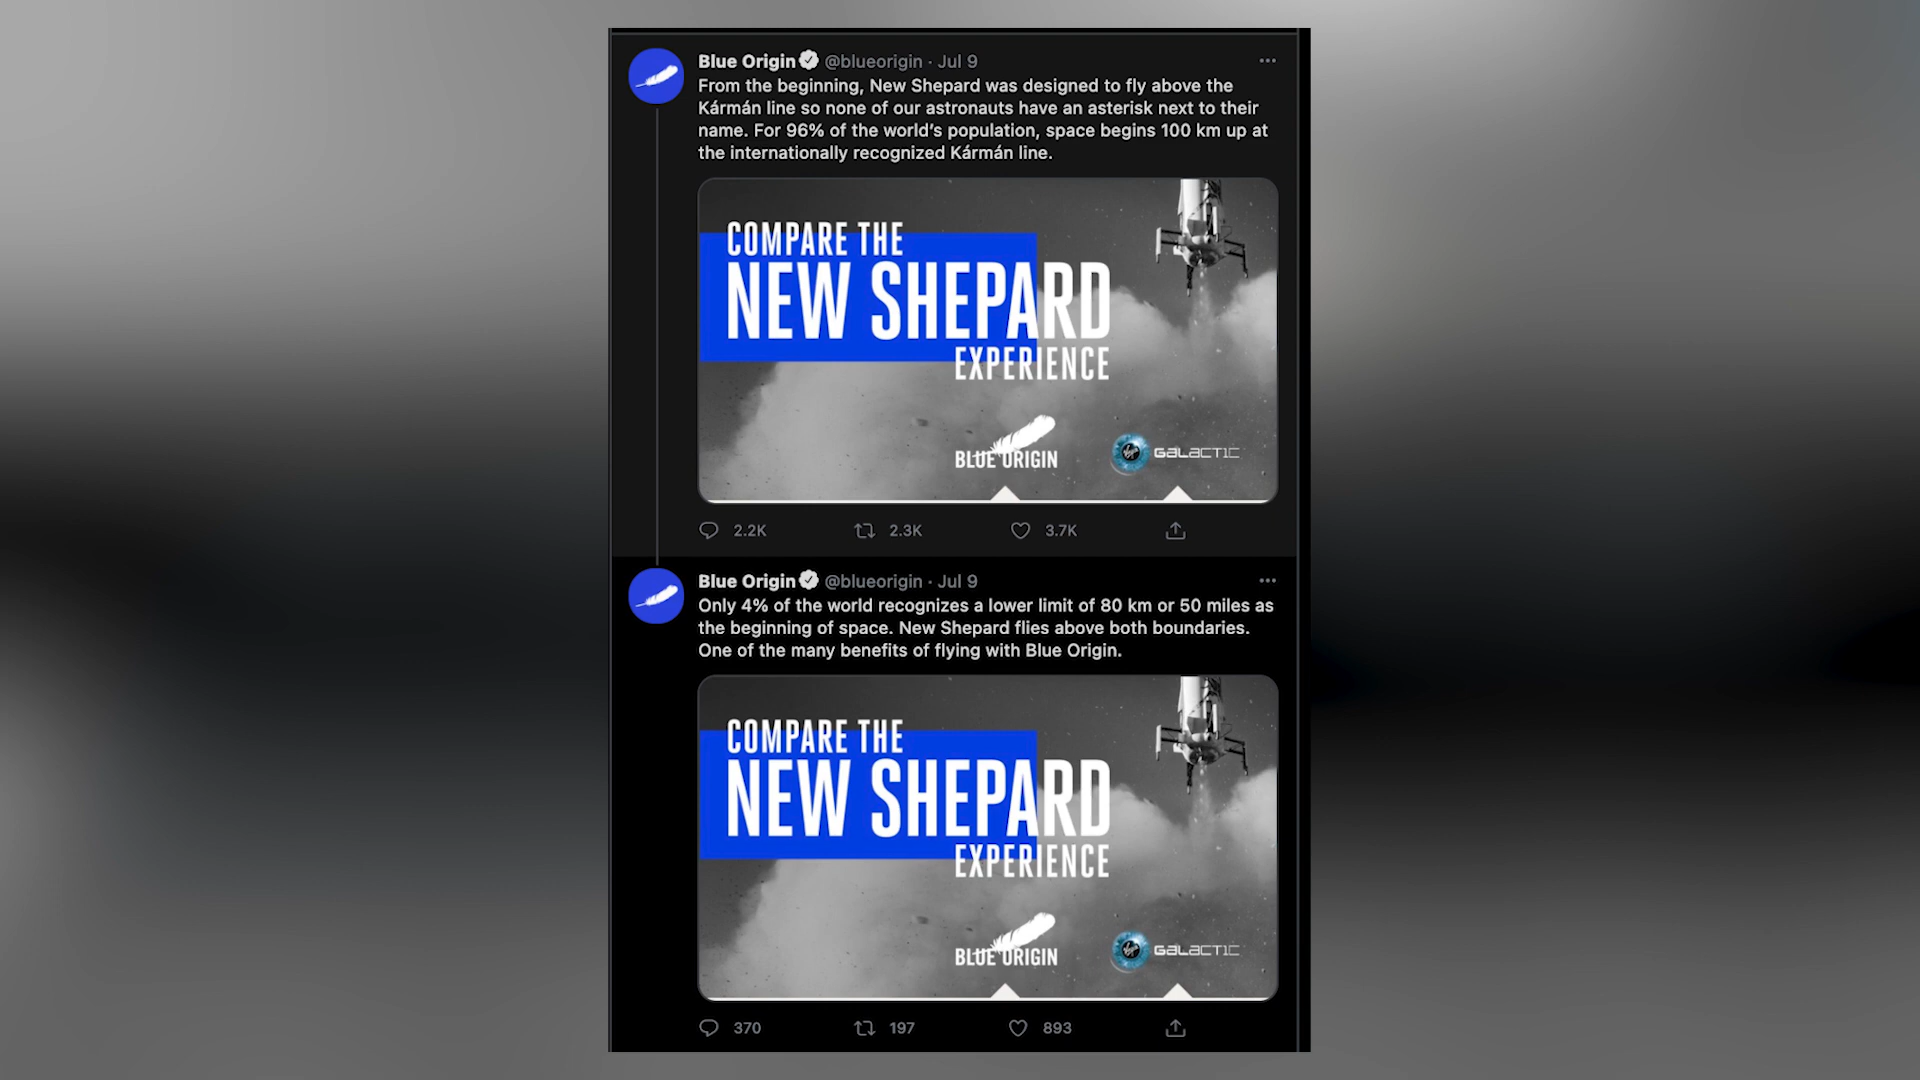 Blue Origin @blueorigin · Jul 9
From the beginning, New Shepard was designed to fly above the
Kármán line so none of our astronauts have an asterisk next to their
name. For 96% of the world's population, space begins 100 km up at
the internationally recognized Kármán line.
COMPARE THE
NEW SHEPARD
EXPERIENCE
BLUE ORIGIN
Virgin GALACTIC
2.2K 2.3K 3.7K
Blue Origin @blueorigin · Jul 9
Only 4% of the world recognizes a lower limit of 80 km or 50 miles as
the beginning of space. New Shepard flies above both boundaries.
One of the many benefits of flying with Blue Origin.
COMPARE THE
NEW SHEPARD
EXPERIENCE
BLUE ORIGIN
Virgin GALACTIC
370 197 893